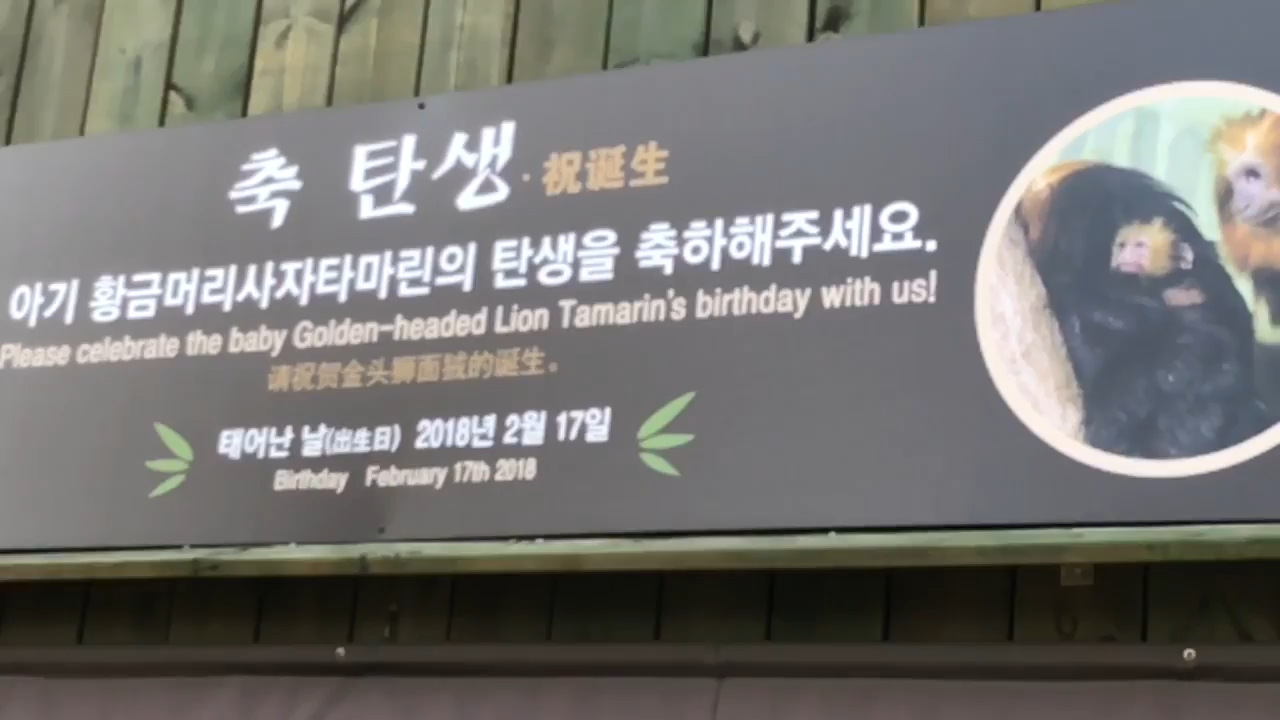 축 탄생 · 祝诞生
아기 황금머리사자타마린의 탄생을 축하해주세요.
Please celebrate the baby Golden-headed Lion Tamarin's birthday with us!
请祝贺金头狮面狨的诞生。
태어난 날(出生日) 2018년 2월 17일
Birthday February 17th 2018